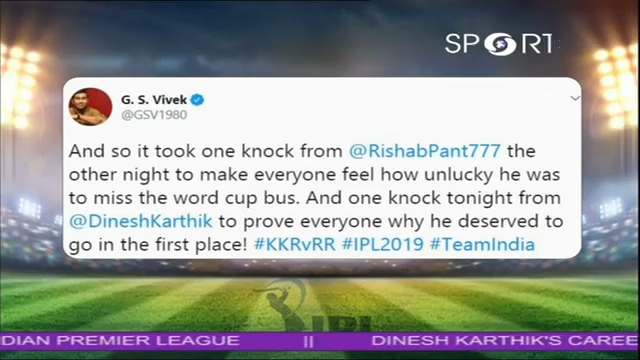 SPORTS
G. S. Vivek
@GSV1980
And so it took one knock from @RishabPant777 the
other night to make everyone feel how unlucky he was
to miss the word cup bus. And one knock tonight from
@DineshKarthik to prove everyone why he deserved to
go in the first place! #KKRvRR #IPL2019 #TeamIndia
IPL
DIAN PREMIER LEAGUE || DINESH KARTHIK'S CAREE